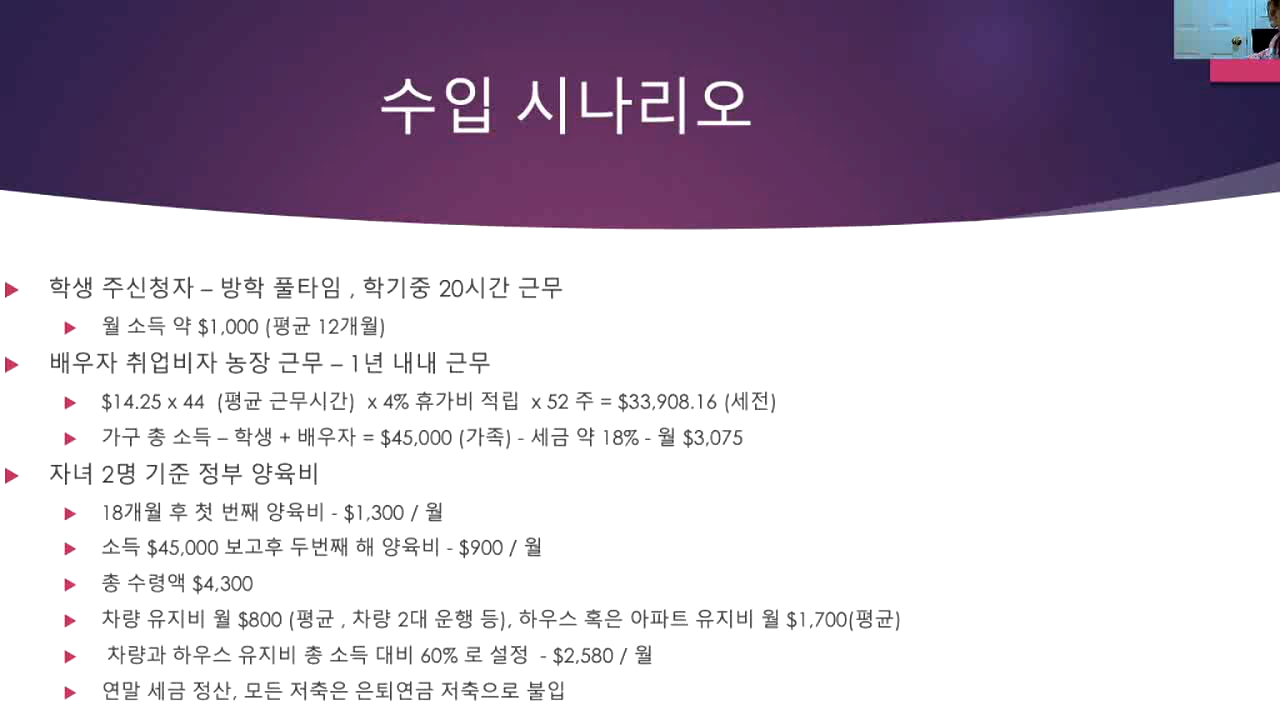 수입 시나리오
학생 주신청자 – 방학 풀타임 , 학기중 20시간 근무
월 소득 약 $1,000 (평균 12개월)
배우자 취업비자 농장 근무 – 1년 내내 근무
$14.25 x 44 (평균 근무시간) x 4% 휴가비 적립 x 52 주 = $33,908.16 (세전)
가구 총 소득 – 학생 + 배우자 = $45,000 (가족) - 세금 약 18% - 월 $3,075
자녀 2명 기준 정부 양육비
18개월 후 첫 번째 양육비 - $1,300 / 월
소득 $45,000 보고후 두번째 해 양육비 - $900 / 월
총 수령액 $4,300
차량 유지비 월 $800 (평균 , 차량 2대 운행 등), 하우스 혹은 아파트 유지비 월 $1,700(평균)
차량과 하우스 유지비 총 소득 대비 60% 로 설정 - $2,580 / 월
연말 세금 정산, 모든 저축은 은퇴연금 저축으로 불입